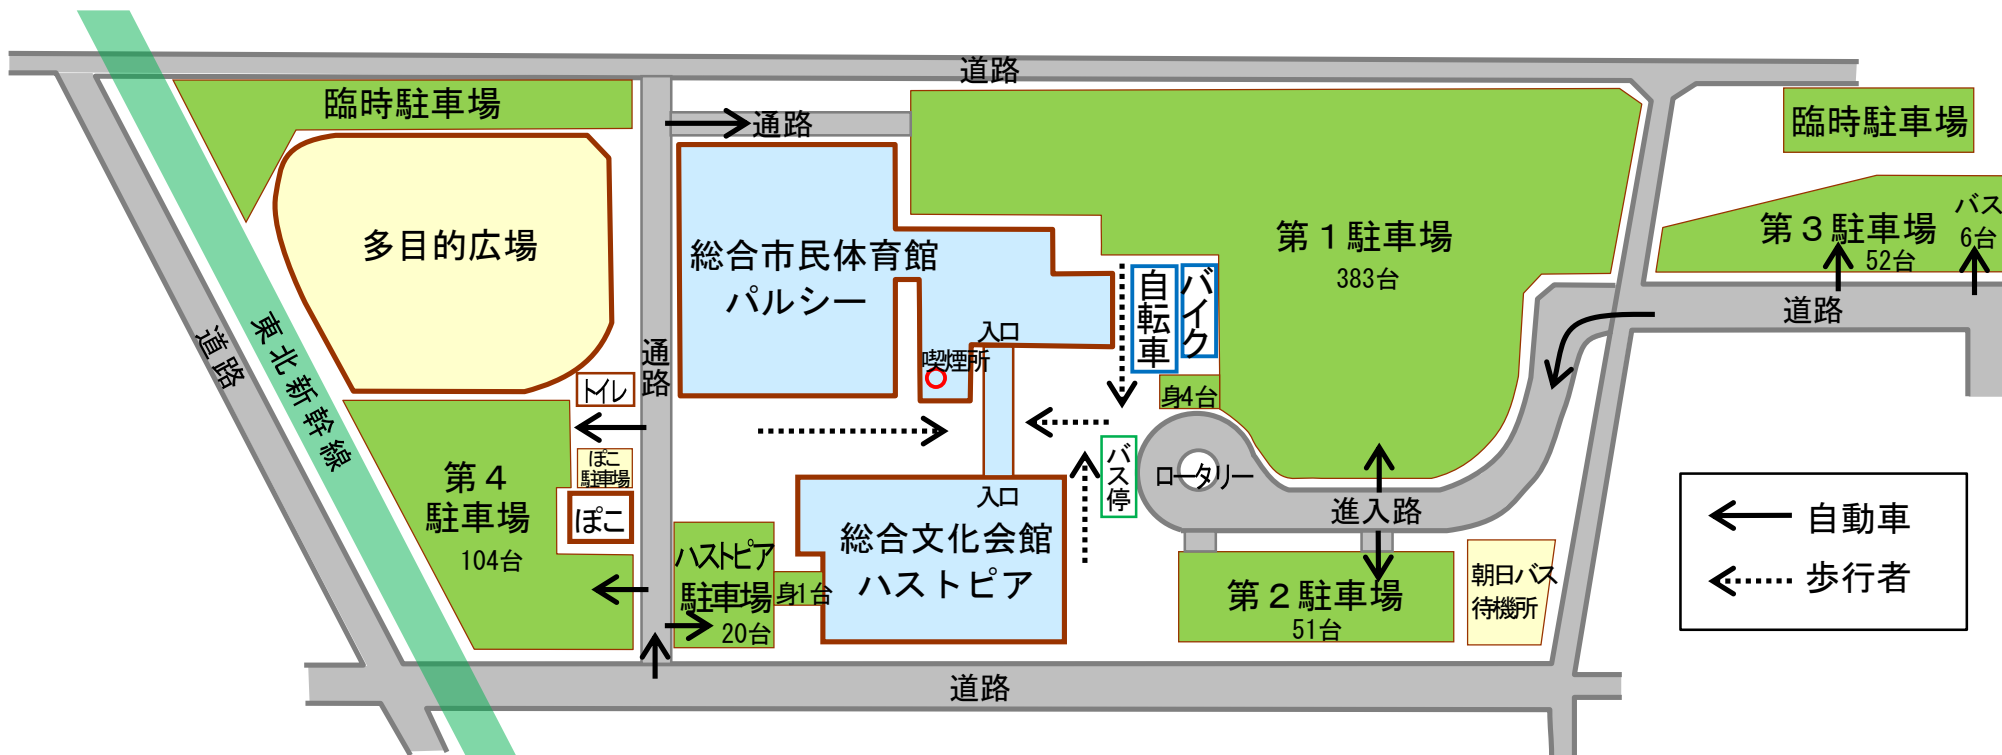 道路
臨時駐車場
通路
臨時駐車場
多目的広場
総合市民体育館
パルシー
第1駐車場
383台
第3駐車場
52台
バス
6台
道路
自転車
バイク
入口
喫煙所
通路
道路
東北新幹線
トイレ
身4台
ぽこ
駐車場
ぽこ
第4
駐車場
104台
バス停
ロータリー
入口
総合文化会館
ハストピア
進入路
ハストピア
駐車場
20台
身1台
第2駐車場
51台
朝日バス
待機所
自動車
歩行者
道路